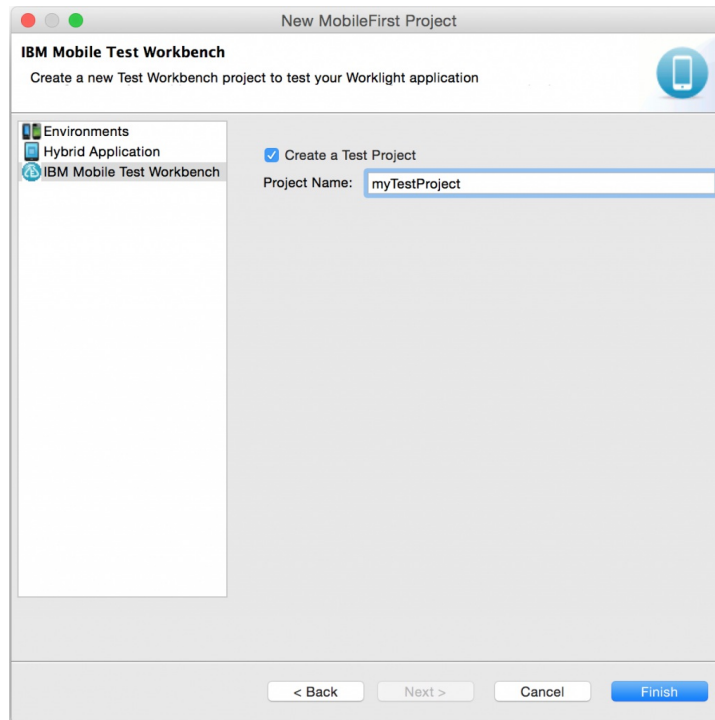 New MobileFirst Project
IBM Mobile Test Workbench
Create a new Test Workbench project to test your Worklight application
Environments
Hybrid Application
IBM Mobile Test Workbench
Create a Test Project
Project Name: myTestProject
< Back Next > Cancel Finish